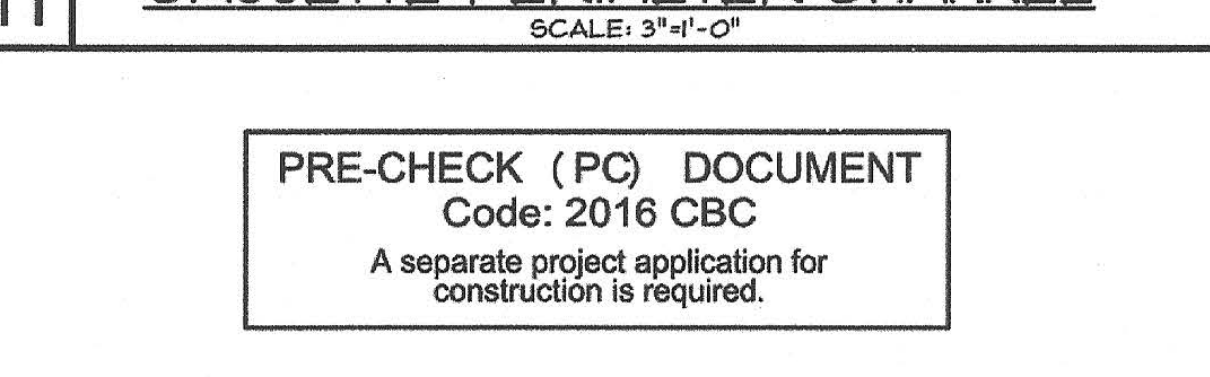 SCALE: 3"=1'-0"
PRE-CHECK (PC) DOCUMENT
Code: 2016 CBC
A separate project application for
construction is required.